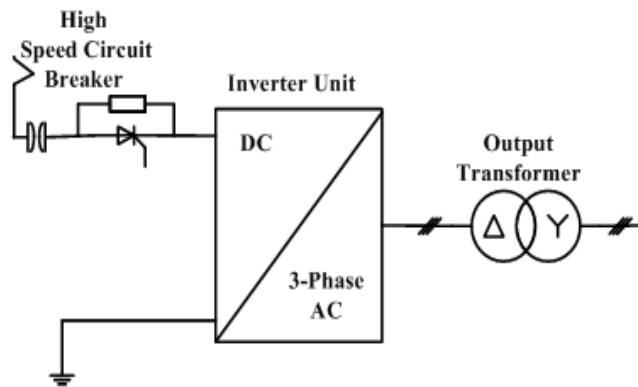 High
Speed Circuit
Breaker
Inverter Unit
DC
3-Phase
AC
Output
Transformer
Δ
Y